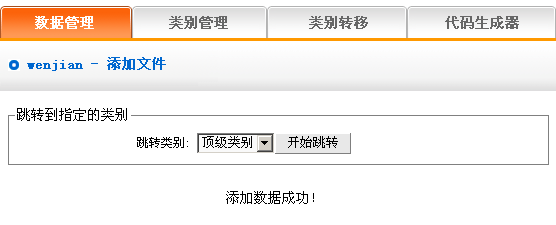 数据管理 类别管理 类别转移 代码生成器
wenjian - 添加文件
跳转到指定的类别
跳转类别: 顶级类别 开始跳转
添加数据成功!